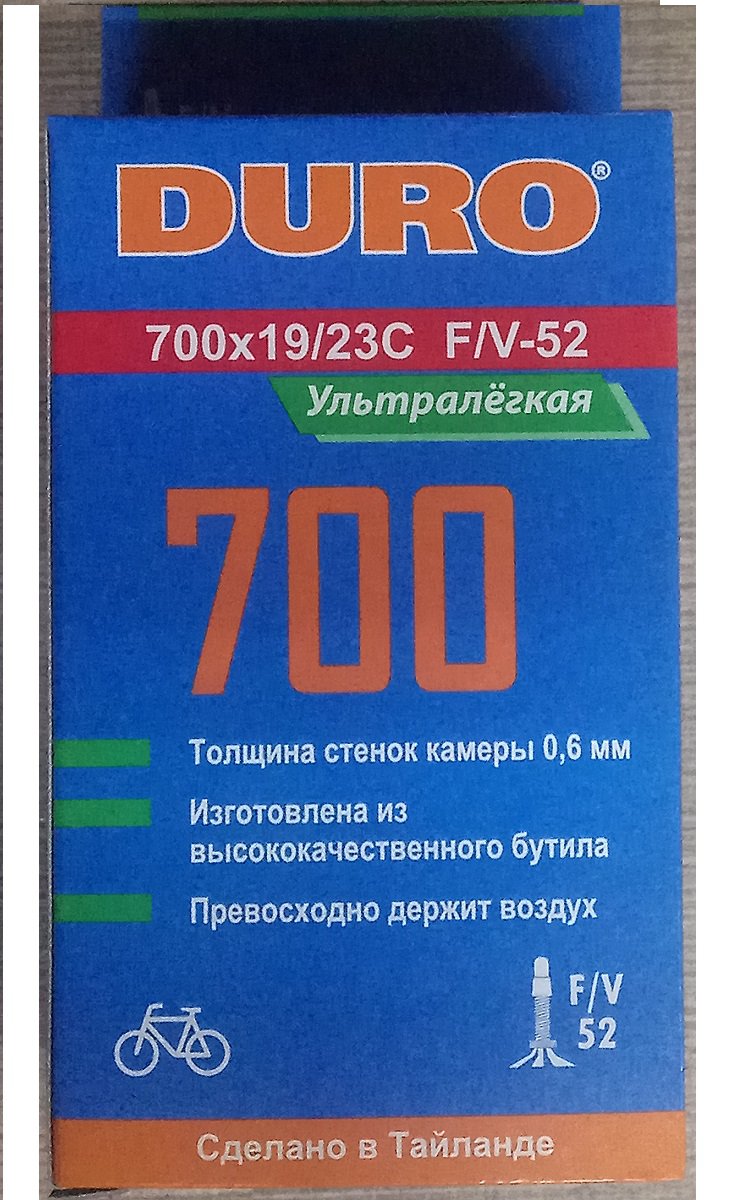 DURO®
700x19/23C F/V-52
Ультралёгкая
700
Толщина стенок камеры 0,6 мм
Изготовлена из
высококачественного бутила
Превосходно держит воздух
F/V
52
Сделано в Тайланде